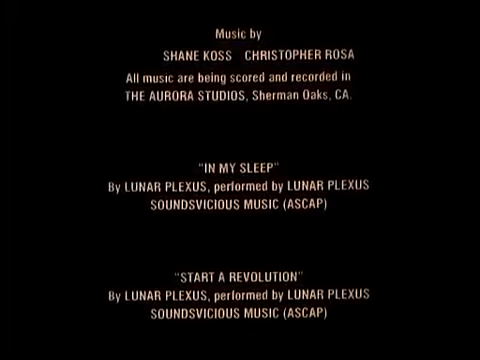 Music by
SHANE KOSS CHRISTOPHER ROSA
All music are being scored and recorded in
THE AURORA STUDIOS, Sherman Oaks, CA.
"IN MY SLEEP"
By LUNAR PLEXUS, performed by LUNAR PLEXUS
SOUNDSVICIOUS MUSIC (ASCAP)
"START A REVOLUTION"
By LUNAR PLEXUS, performed by LUNAR PLEXUS
SOUNDSVICIOUS MUSIC (ASCAP)